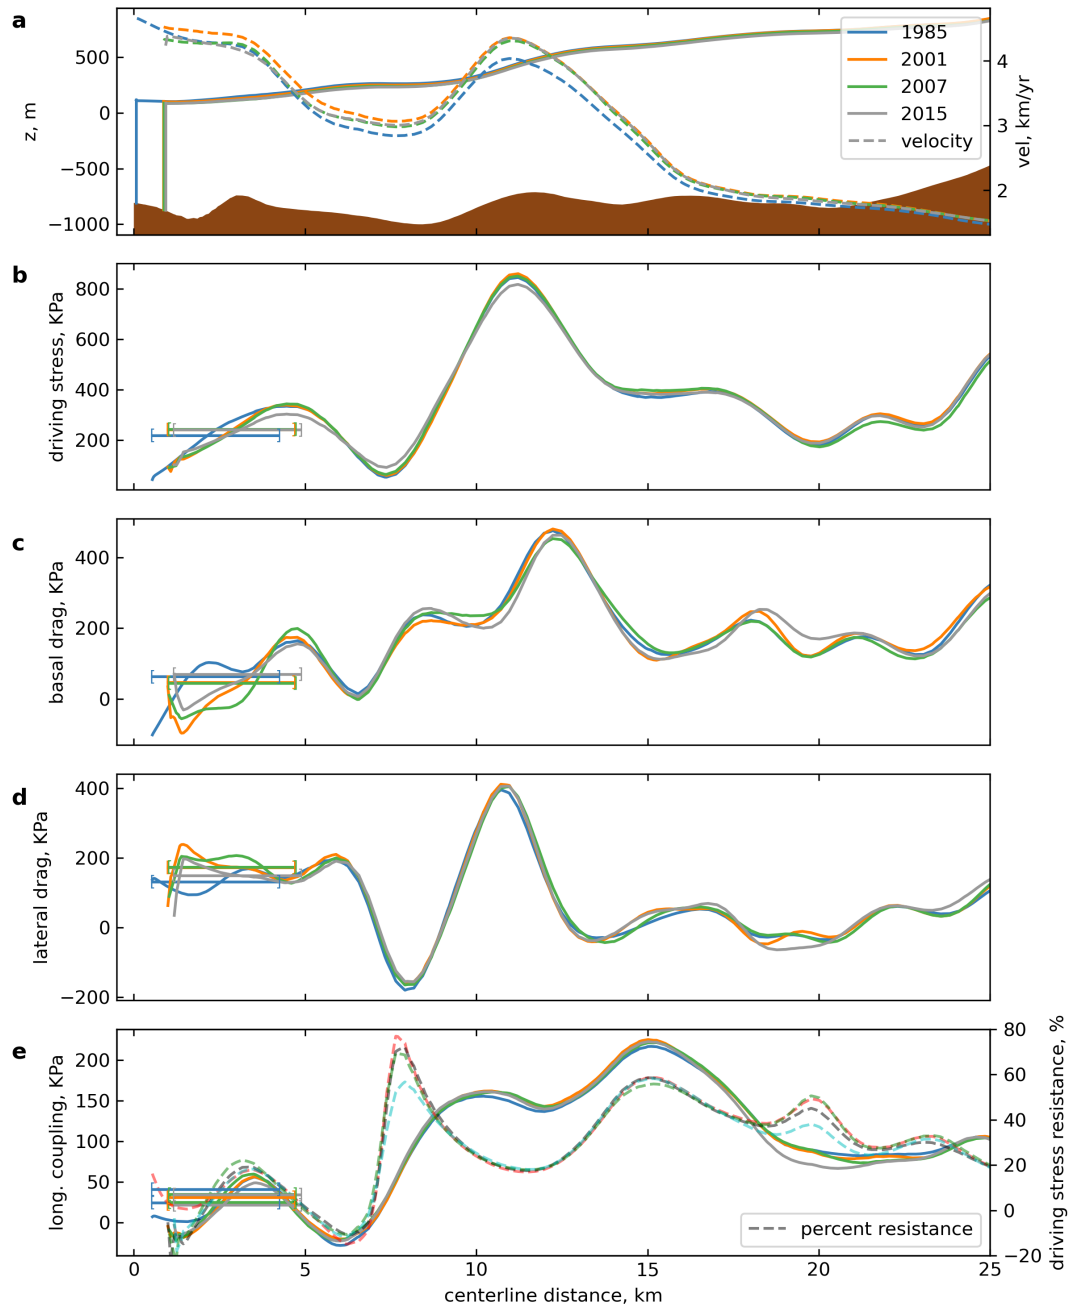 a
500
0
−500
−1000
z, m
1985
2001
2007
2015
velocity
4
3
2
vel, km/yr
b
800
600
400
200
driving stress, KPa
c
400
200
0
basal drag, KPa
d
400
200
0
−200
lateral drag, KPa
e
200
150
100
50
0
long. coupling, KPa
80
60
40
20
0
−20
driving stress resistance, %
percent resistance
0 5 10 15 20 25
centerline distance, km